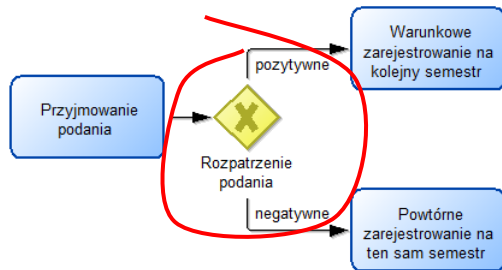 Warunkowe
zarejestrowanie na
kolejny semestr
pozytywne
Przyjmowanie
podania
Rozpatrzenie
podania
negatywne
Powtórne
zarejestrowanie na
ten sam semestr